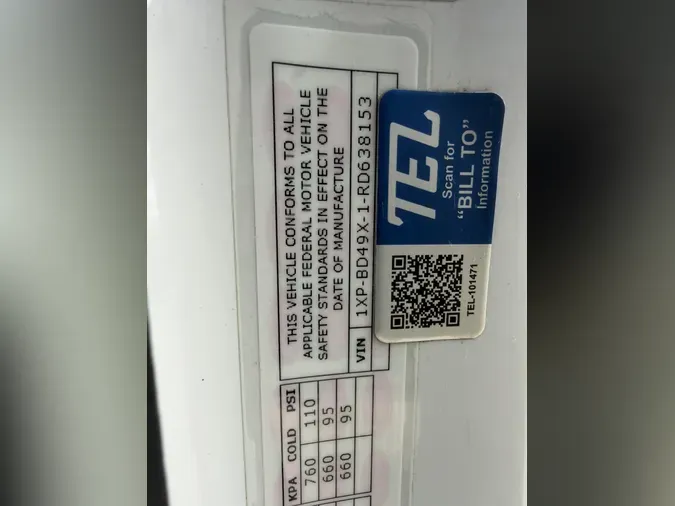 THIS VEHICLE CONFORMS TO ALL
APPLICABLE FEDERAL MOTOR VEHICLE
SAFETY STANDARDS IN EFFECT ON THE
DATE OF MANUFACTURE
VIN 1XP-BD49X-1-RD638153
KPA COLD PSI
760 110
660 95
660 95
TEL
Scan for
"BILL TO"
Information
TEL-101471